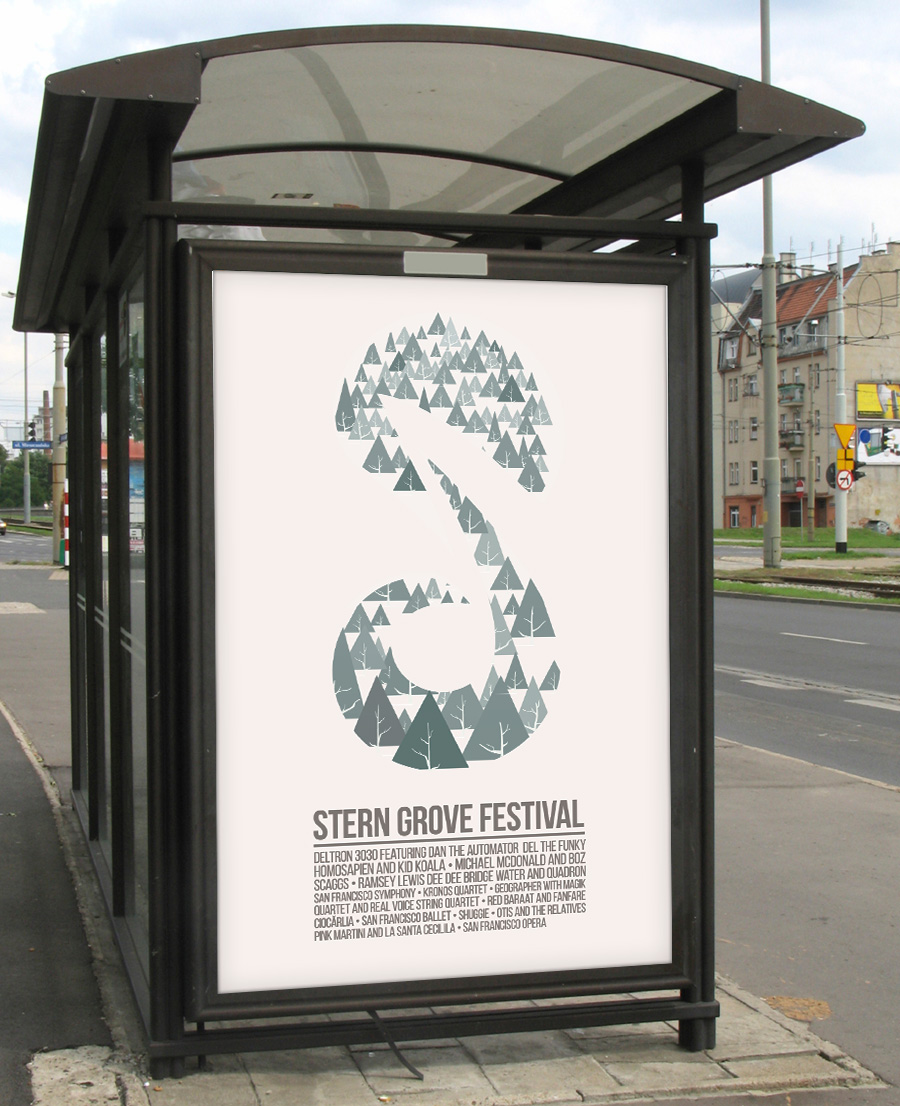 STERN GROVE FESTIVAL
DELTRON 3030 FEATURING DAN THE AUTOMATOR DEL THE FUNKY
HOMOSAPIEN AND KID KOALA • MICHAEL MCDONALD AND BOZ
SCAGGS • RAMSEY LEWIS DEE DEE BRIDGE WATER AND QUADRON
SAN FRANCISCO SYMPHONY • KRONOS QUARTET • GEOGRAPHER WITH MAGIK
QUARTET AND REAL VOICE STRING QUARTET • RED BARAAT AND FANFARE
CIOCĂRLIA • SAN FRANCISCO BALLET • SHUGGIE • OTIS AND THE RELATIVES
PINK MARTINI AND LA SANTA CECILILA • SAN FRANCISCO OPERA